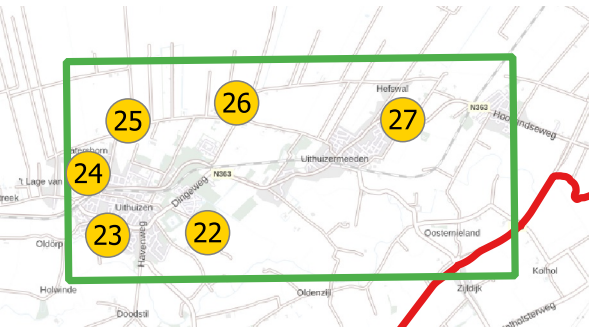 26
Hefswal
25
27
N363
Hooilandseweg
Uithuizermeeden
24
N363
't Lage van
Dingeweg
Uithuizen
23
22
Havenweg
Oosternieland
Oldörp
Kolhol
Holwinde
Oldenzijl
Zijldijk
Doodstil